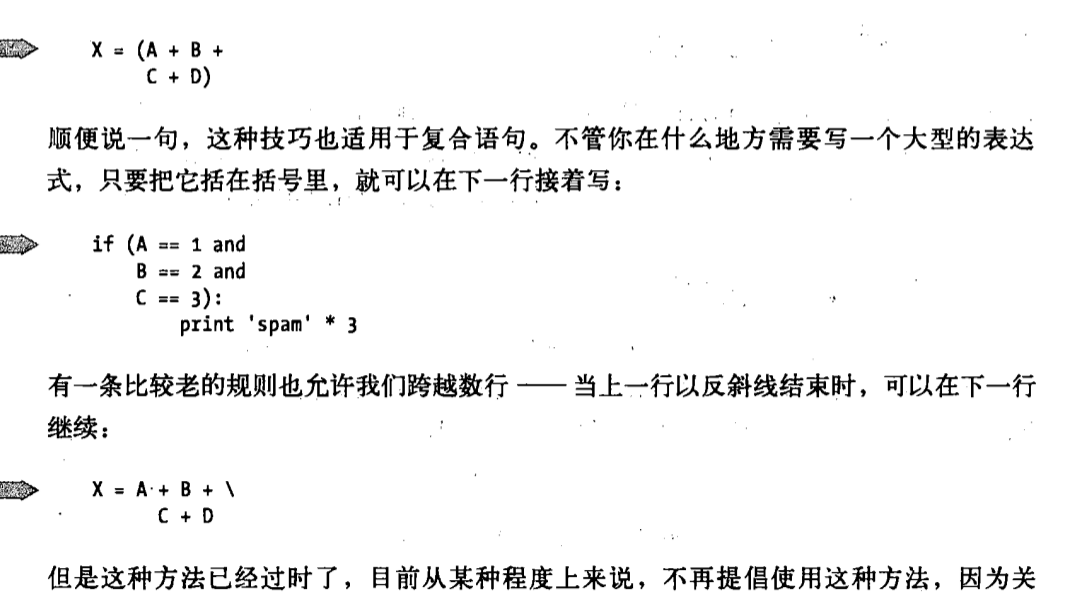 X = (A + B +
C + D)
顺便说一句，这种技巧也适用于复合语句。不管你在什么地方需要写一个大型的表达
式，只要把它括在括号里，就可以在下一行接着写：
if (A == 1 and
B == 2 and
C == 3):
print 'spam' * 3
有一条比较老的规则也允许我们跨越数行 —— 当上一行以反斜线结束时，可以在下一行
继续：
X = A + B + \
C + D
但是这种方法已经过时了，目前从某种程度上来说，不再提倡使用这种方法，因为关